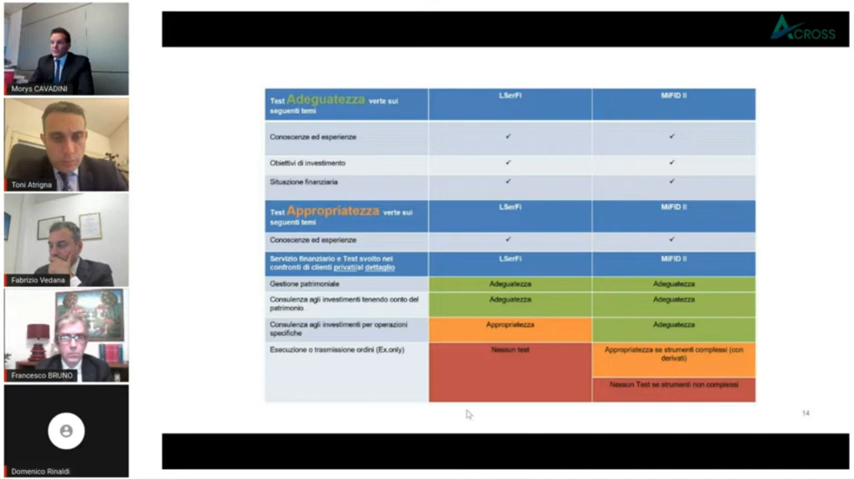 ACROSS
Morys CAVADINI
Toni Atrigna
Fabrizio Vedana
Francesco BRUNO
Domenico Rinaldi
Test Adeguatezza verte sui
seguenti temi
LSerFi
MiFID II
Conoscenze ed esperienze
✓
✓
Obiettivi di investimento
✓
✓
Situazione finanziaria
✓
✓
Test Appropriatezza verte sui
seguenti temi
LSerFi
MiFID II
Conoscenze ed esperienze
✓
✓
Servizio finanziario e Test svolto nei
confronti di clienti privati/al dettaglio
LSerFi
MiFID II
Gestione patrimoniale
Adeguatezza
Adeguatezza
Consulenza agli investimenti tenendo conto del
patrimonio
Adeguatezza
Adeguatezza
Consulenza agli investimenti per operazioni
specifiche
Appropriatezza
Adeguatezza
Esecuzione o trasmissione ordini (Ex.only)
Nessun test
Appropriatezza se strumenti complessi (con
derivati)
Nessun Test se strumenti non complessi
14